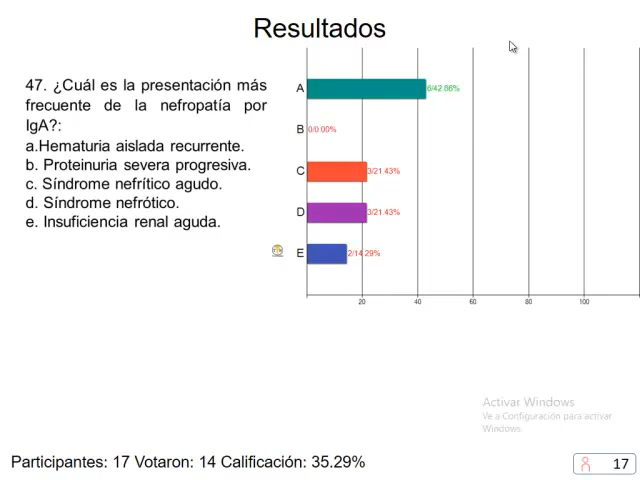 Resultados
47. ¿Cuál es la presentación más
frecuente de la nefropatía por
IgA?:
a.Hematuria aislada recurrente.
b. Proteinuria severa progresiva.
c. Síndrome nefrítico agudo.
d. Síndrome nefrótico.
e. Insuficiencia renal aguda.
A 6/42.86%
B 0/0.00%
C 3/21.43%
D 3/21.43%
E 2/14.29%
20 40 60 80 100
Activar Windows
Ve a Configuración para activar
Windows.
Participantes: 17 Votaron: 14 Calificación: 35.29%
17